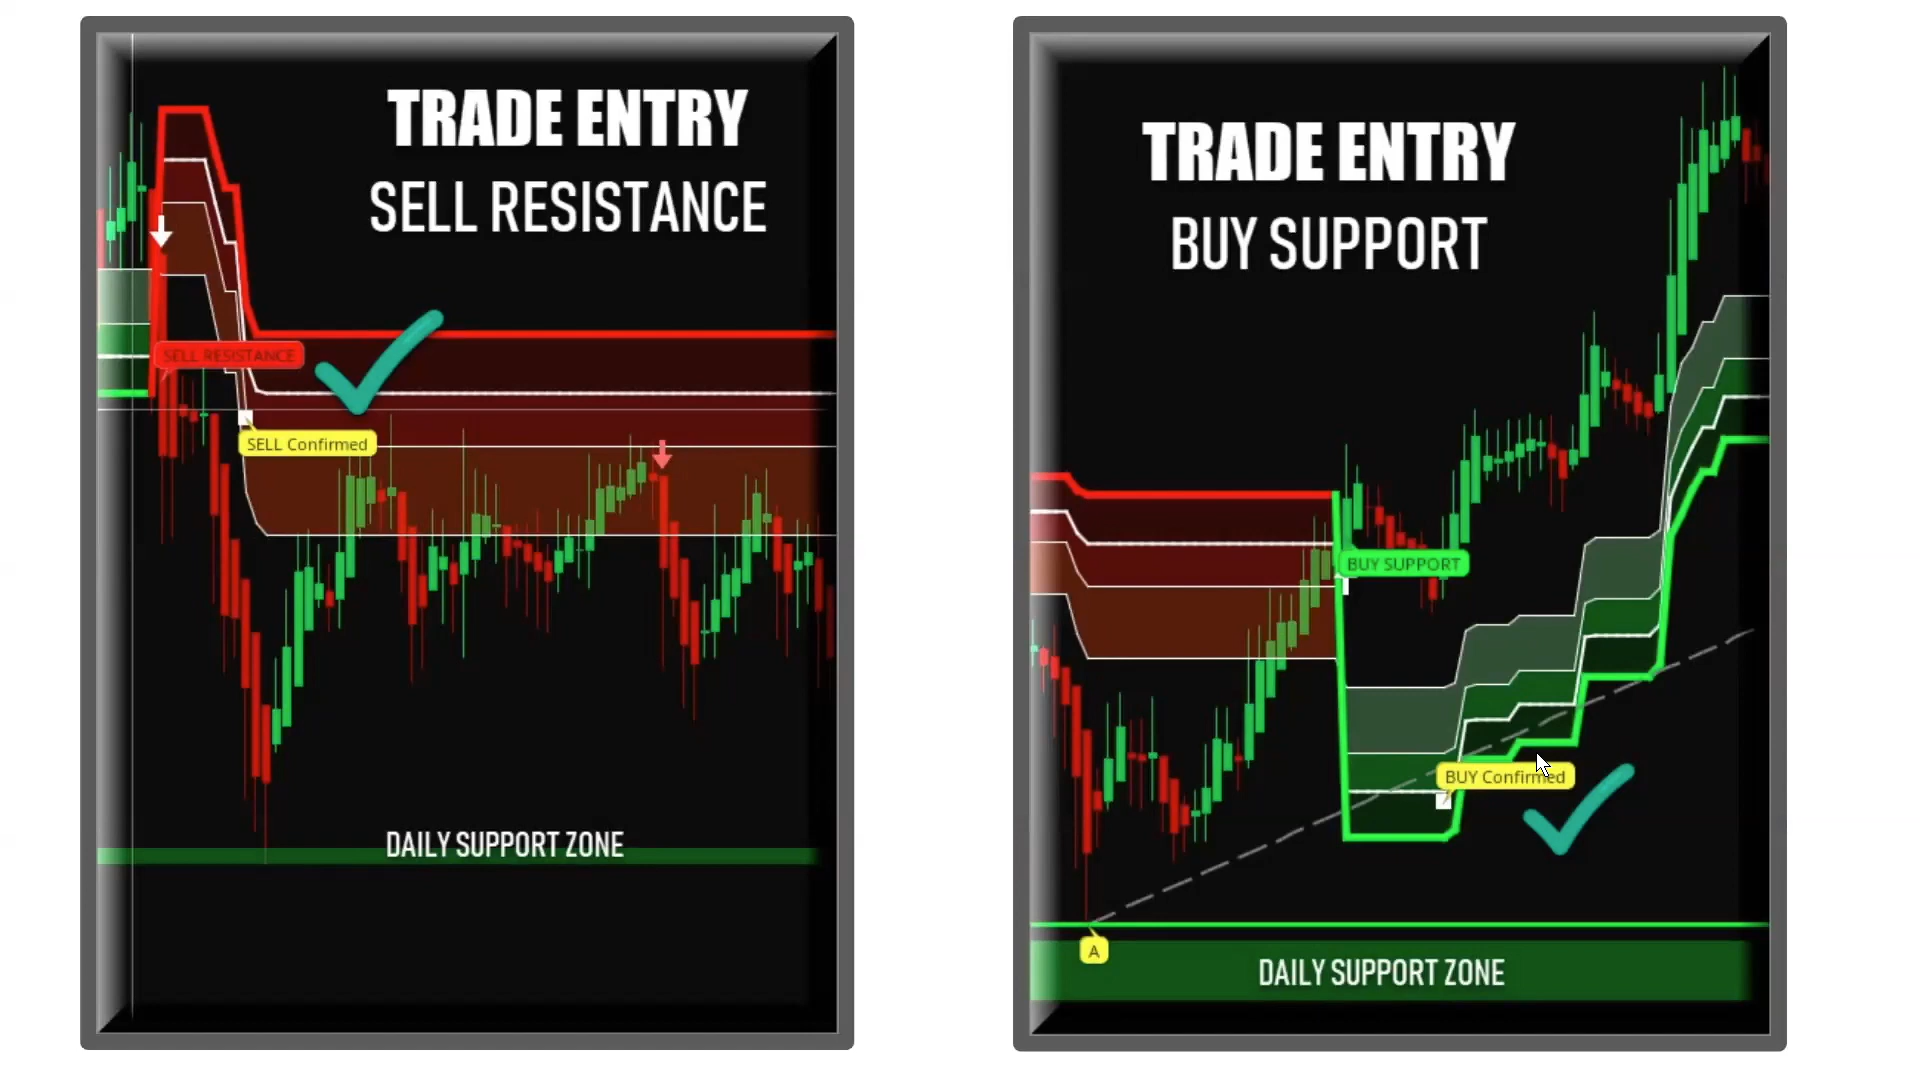 TRADE ENTRY
SELL RESISTANCE
SELL RESISTANCE
SELL Confirmed
DAILY SUPPORT ZONE
TRADE ENTRY
BUY SUPPORT
BUY SUPPORT
BUY Confirmed
A
DAILY SUPPORT ZONE